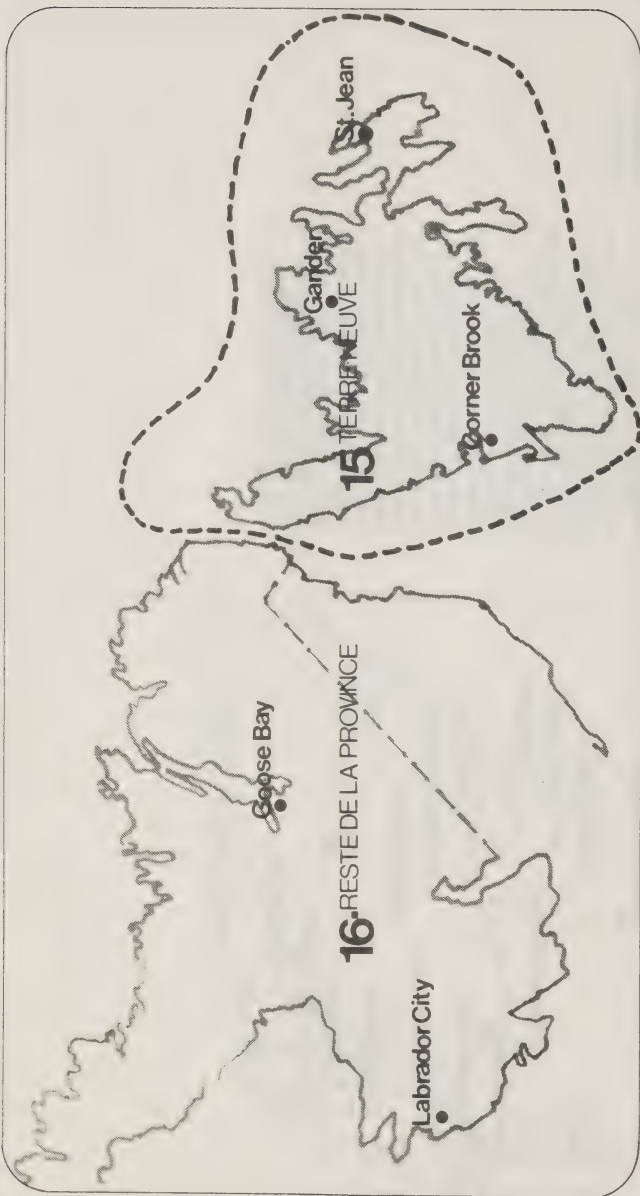 St. Jean
Gander
15 TERRE NEUVE
Corner Brook
Goose Bay
16. RESTE DE LA PROVINCE
Labrador City